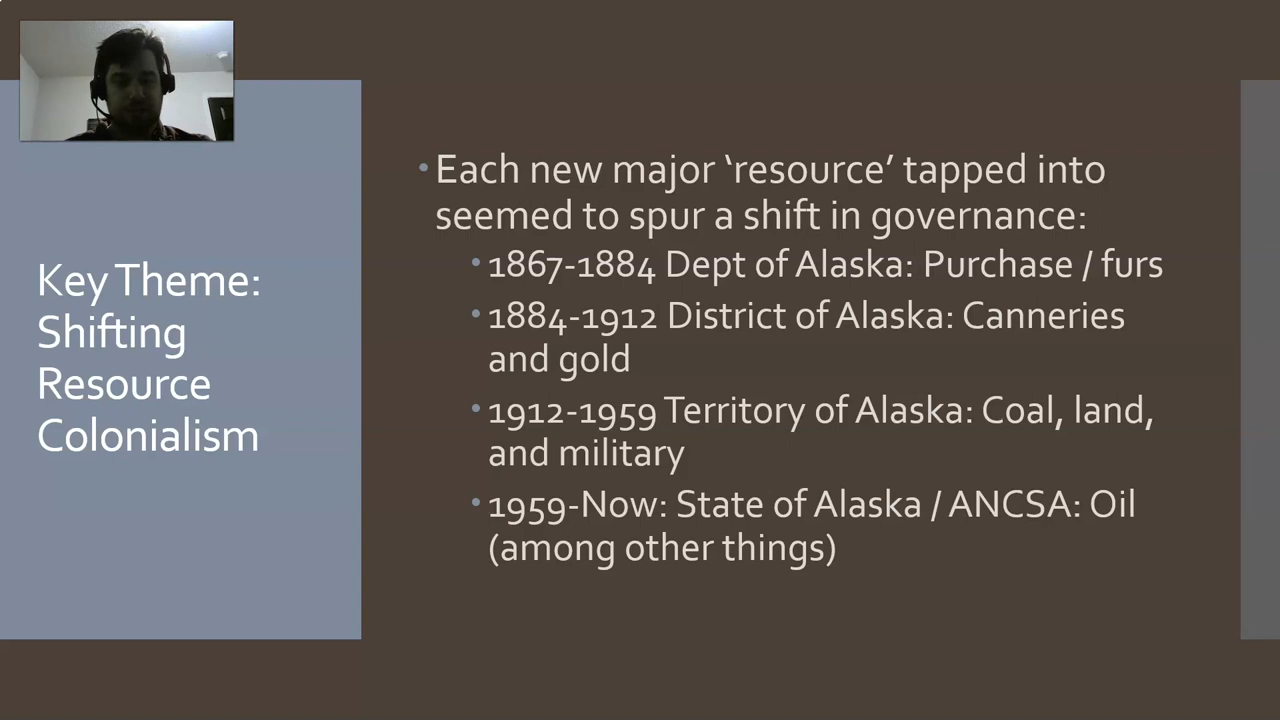 Key Theme:
Shifting
Resource
Colonialism
• Each new major ‘resource’ tapped into
seemed to spur a shift in governance:
• 1867-1884 Dept of Alaska: Purchase / furs
• 1884-1912 District of Alaska: Canneries
and gold
• 1912-1959 Territory of Alaska: Coal, land,
and military
• 1959-Now: State of Alaska / ANCSA: Oil
(among other things)